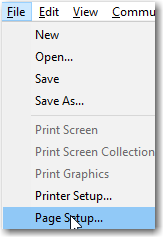 File Edit View Commu
New
Open...
Save
Save As...
Print Screen
Print Screen Collection
Print Graphics
Printer Setup...
Page Setup...